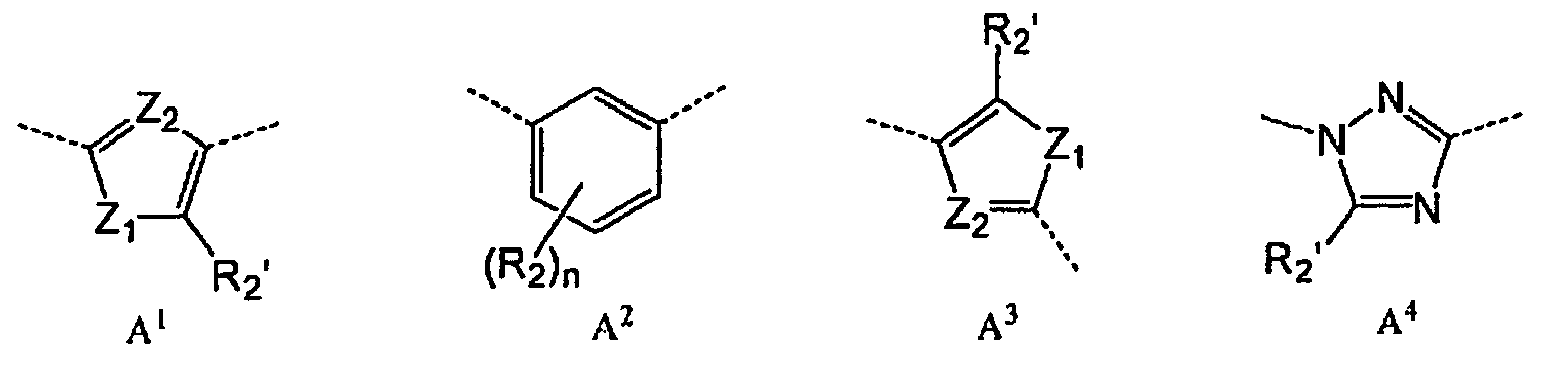 R₂'
Z₂
Z₁
R₂'
(R₂)n
Z₁
Z₂
N
N
N
R₂'
A¹ A² A³ A⁴